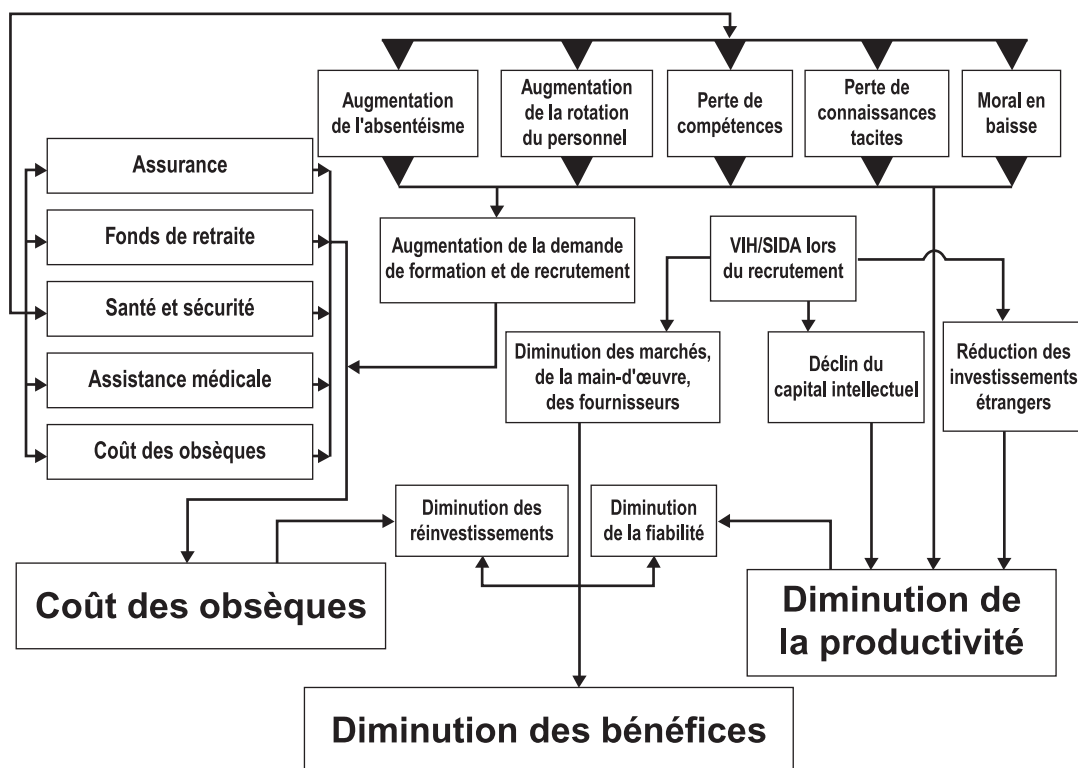 Augmentation
de l'absentéisme
Augmentation
de la rotation
du personnel
Perte de
compétences
Perte de
connaissances
tacites
Moral en
baisse
Assurance
Fonds de retraite
Santé et sécurité
Assistance médicale
Coût des obsèques
Augmentation de la demande
de formation et de recrutement
VIH/SIDA lors
du recrutement
Diminution des marchés,
de la main-d'œuvre,
des fournisseurs
Déclin du
capital intellectuel
Réduction des
investissements
étrangers
Diminution des
réinvestissements
Diminution
de la fiabilité
Coût des obsèques
Diminution de
la productivité
Diminution des bénéfices